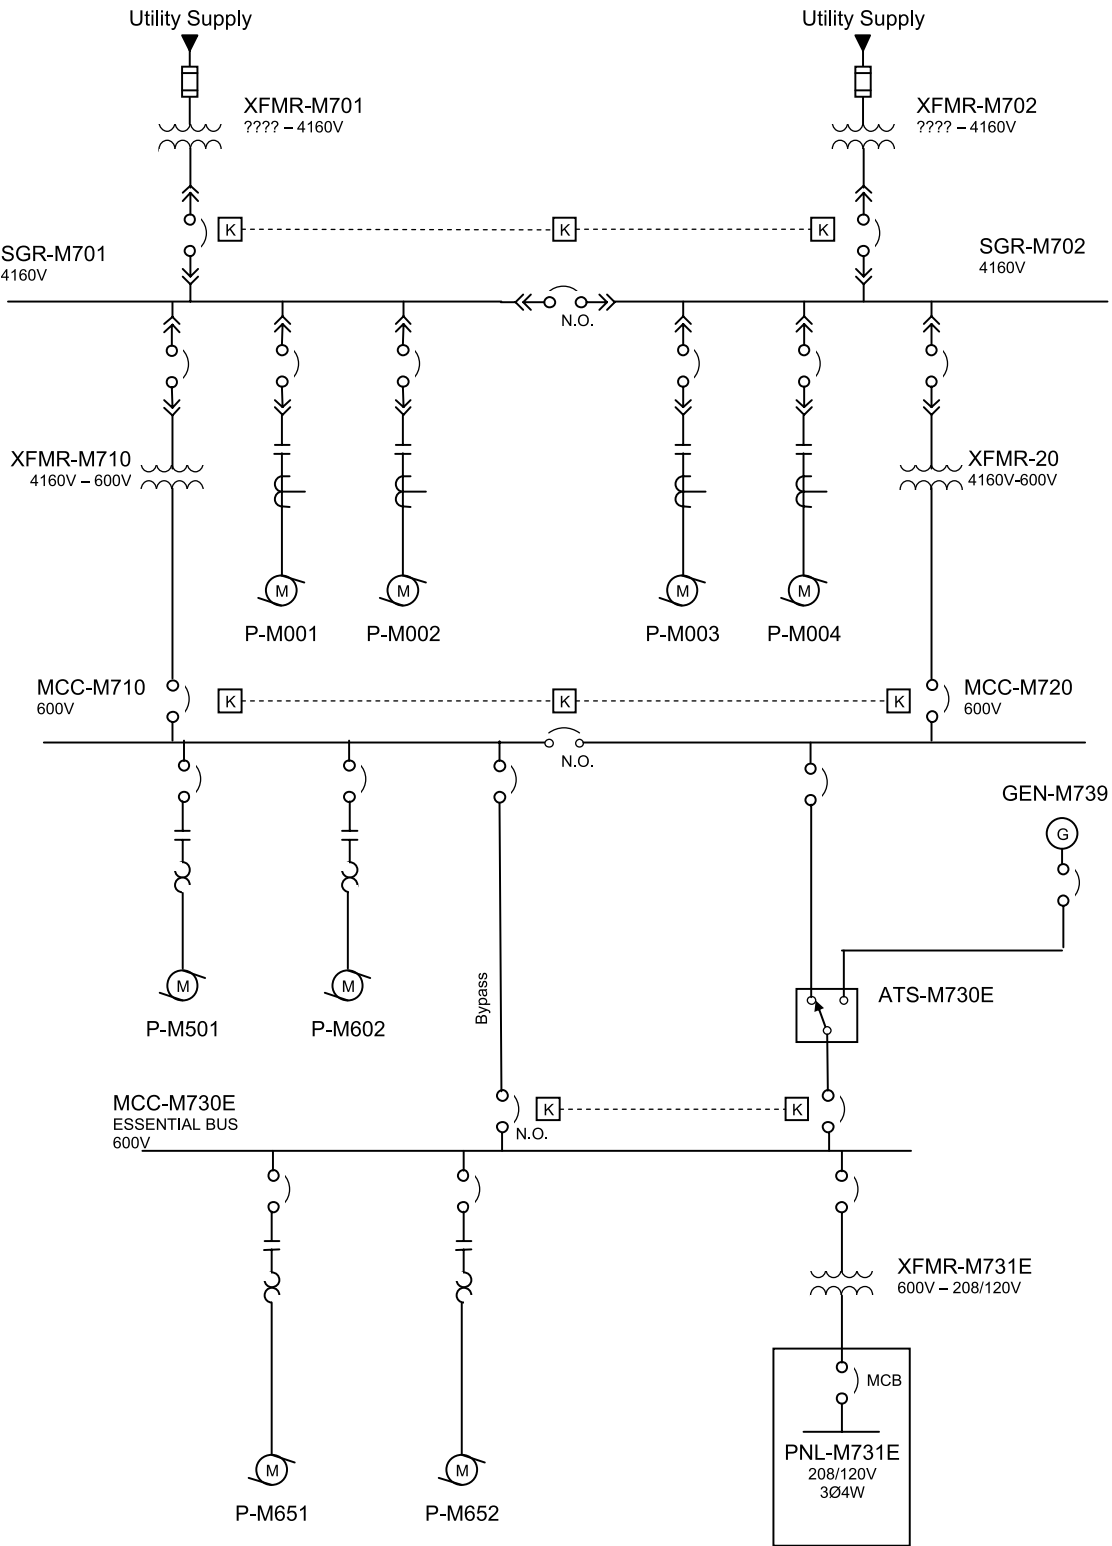 Utility Supply
Utility Supply
XFMR-M701
???? – 4160V
XFMR-M702
???? – 4160V
K
K
K
SGR-M701
4160V
SGR-M702
4160V
N.O.
XFMR-M710
4160V – 600V
XFMR-20
4160V-600V
M
M
M
M
P-M001
P-M002
P-M003
P-M004
MCC-M710
600V
K
K
K
MCC-M720
600V
N.O.
GEN-M739
G
M
M
P-M501
P-M602
Bypass
ATS-M730E
MCC-M730E
ESSENTIAL BUS
600V
K
K
N.O.
XFMR-M731E
600V – 208/120V
MCB
PNL-M731E
208/120V
3Ø4W
M
M
P-M651
P-M652